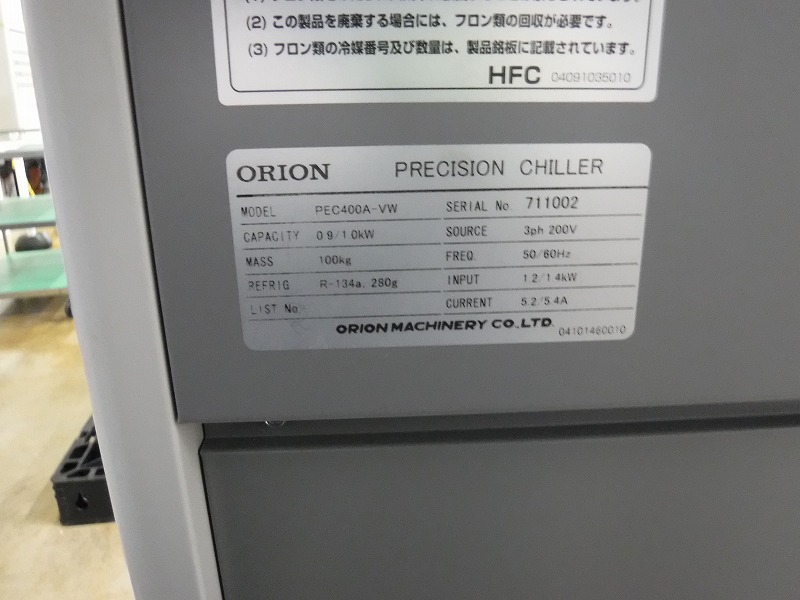 (2) この製品を廃棄する場合には、フロン類の回収が必要です。
(3) フロン類の冷媒番号及び数量は、製品銘板に記載されています。
HFC 04091035010
ORION PRECISION CHILLER
MODEL PEC400A-VW SERIAL No. 711002
CAPACITY 0.9/1.0kW SOURCE 3ph 200V
MASS 100kg FREQ. 50/60Hz
REFRIG R-134a, 280g INPUT 1.2/1.4kW
LIST No. CURRENT 5.2/5.4A
ORION MACHINERY CO.,LTD. 04101460010